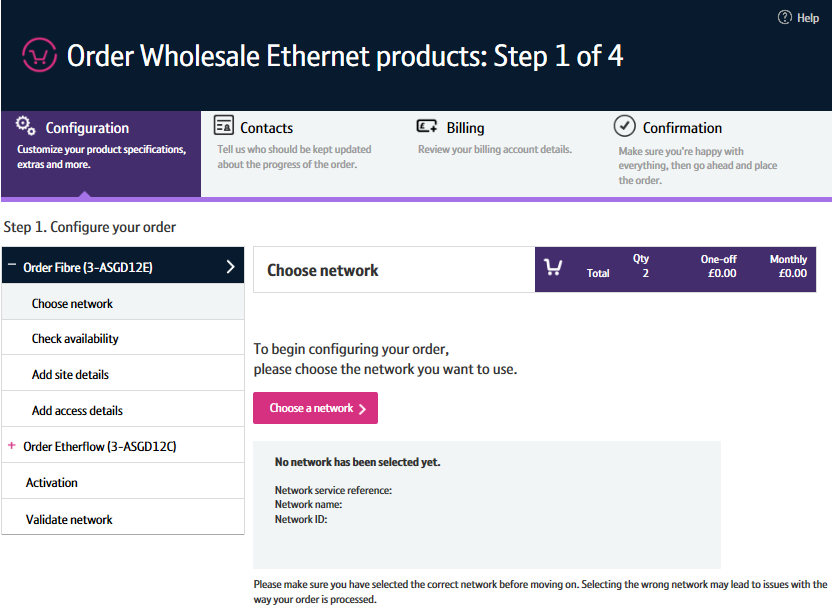 Help
Order Wholesale Ethernet products: Step 1 of 4
Configuration
Customize your product specifications,
extras and more.
Contacts
Tell us who should be kept updated
about the progress of the order.
Billing
Review your billing account details.
Confirmation
Make sure you're happy with
everything, then go ahead and place
the order.
Step 1. Configure your order
− Order Fibre (3-ASGD12E)
Choose network
Check availability
Add site details
Add access details
+ Order Etherflow (3-ASGD12C)
Activation
Validate network
Choose network
Qty One-off Monthly
Total 2 £0.00 £0.00
To begin configuring your order,
please choose the network you want to use.
Choose a network
No network has been selected yet.
Network service reference:
Network name:
Network ID:
Please make sure you have selected the correct network before moving on. Selecting the wrong network may lead to issues with the
way your order is processed.